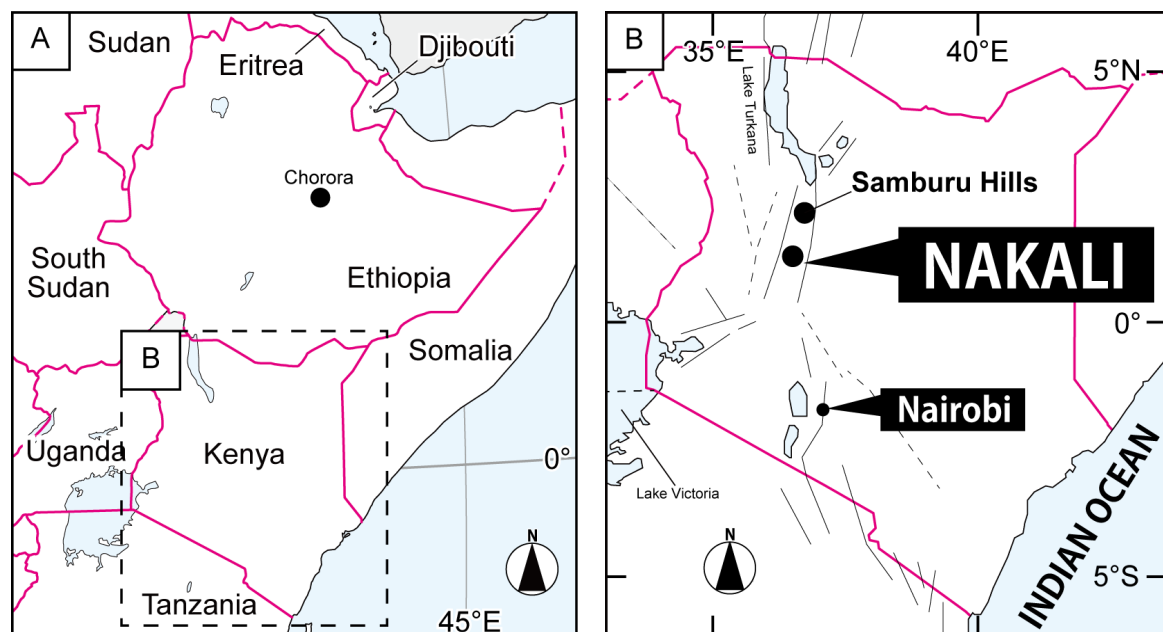 A
Sudan
Eritrea
Djibouti
Chorora
South
Sudan
Ethiopia
B
Somalia
Uganda
Kenya
0°
N
Tanzania
45°E
B
35°E
40°E
5°N
Lake Turkana
Samburu Hills
NAKALI
0°
Nairobi
Lake Victoria
INDIAN OCEAN
N
5°S